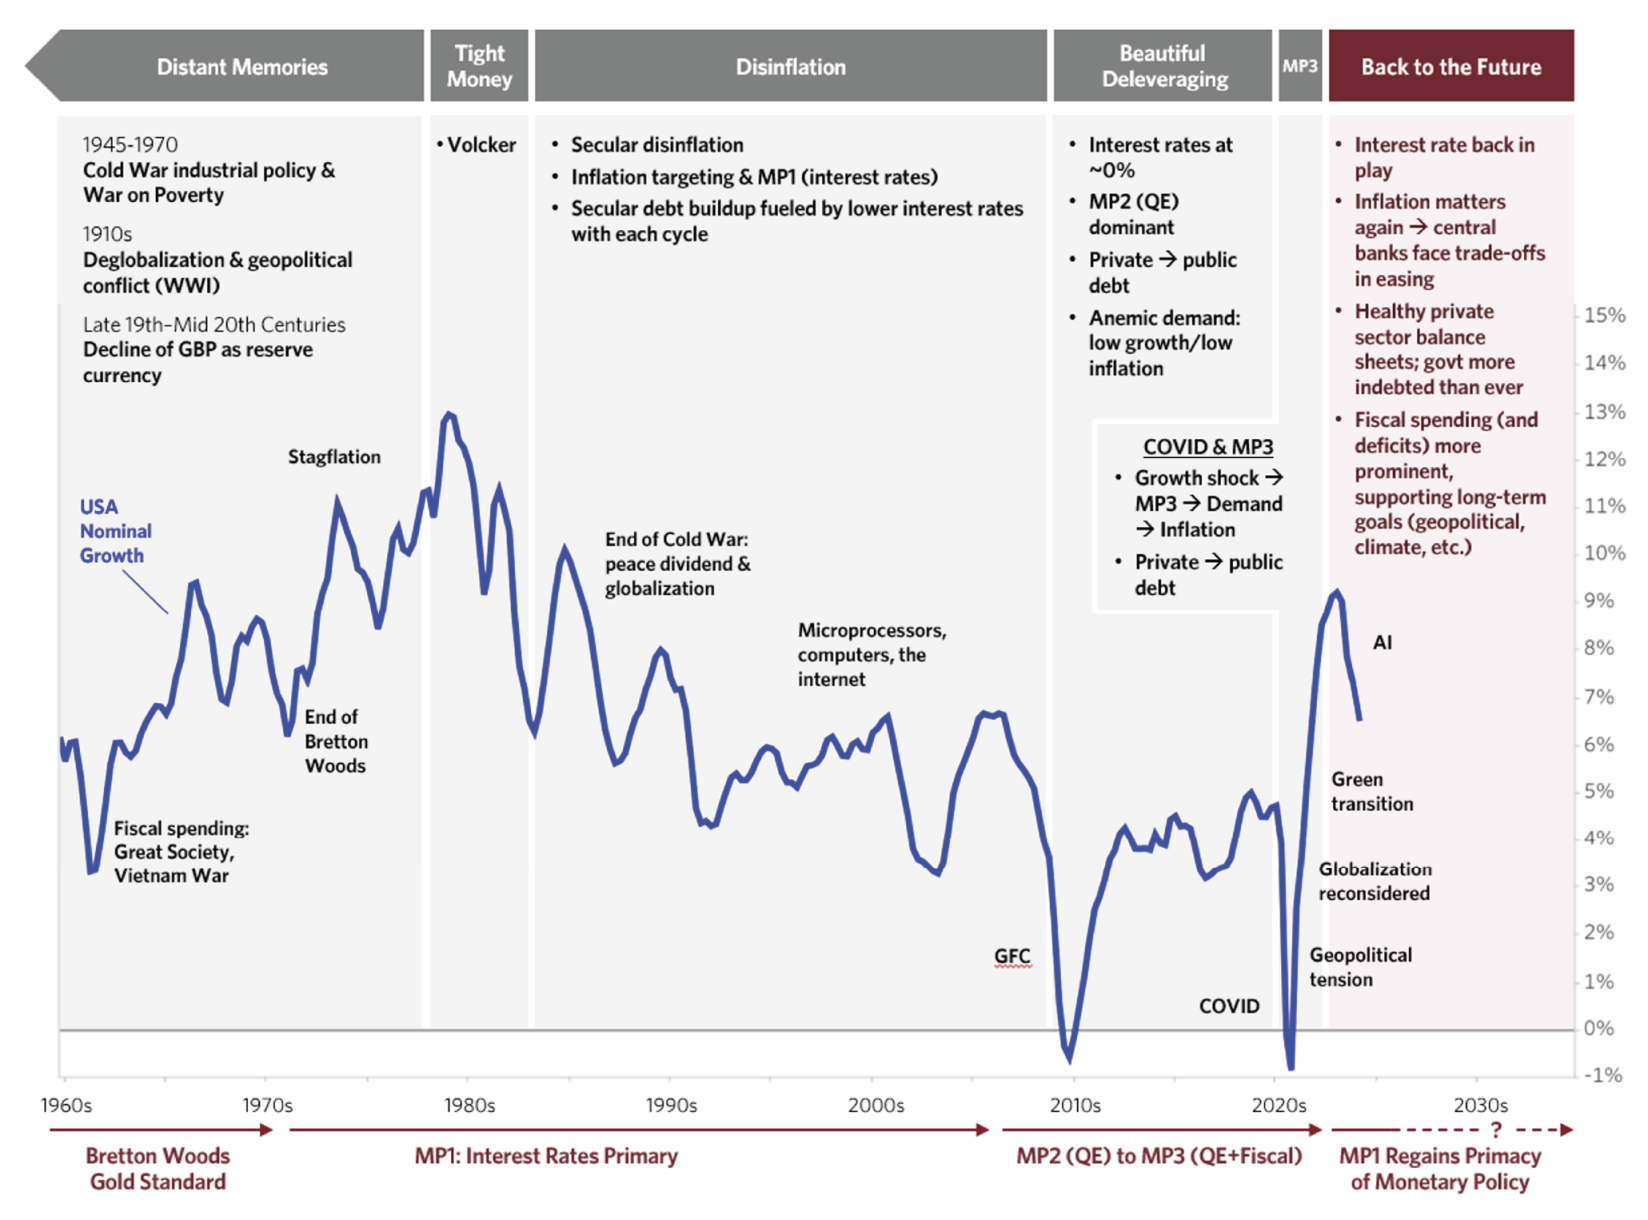 Distant Memories
Tight
Money
Disinflation
Beautiful
Deleveraging
MP3
Back to the Future
1945-1970
Cold War industrial policy &
War on Poverty
1910s
Deglobalization & geopolitical
conflict (WWI)
Late 19th–Mid 20th Centuries
Decline of GBP as reserve
currency
• Volcker
• Secular disinflation
• Inflation targeting & MP1 (interest rates)
• Secular debt buildup fueled by lower interest rates
with each cycle
• Interest rates at
~0%
• MP2 (QE)
dominant
• Private → public
debt
• Anemic demand:
low growth/low
inflation
COVID & MP3
• Growth shock →
MP3 → Demand
→ Inflation
• Private → public
debt
• Interest rate back in
play
• Inflation matters
again → central
banks face trade-offs
in easing
• Healthy private
sector balance
sheets; govt more
indebted than ever
• Fiscal spending (and
deficits) more
prominent,
supporting long-term
goals (geopolitical,
climate, etc.)
USA
Nominal
Growth
Stagflation
End of Cold War:
peace dividend &
globalization
Microprocessors,
computers, the
internet
End of
Bretton
Woods
Fiscal spending:
Great Society,
Vietnam War
GFC
COVID
AI
Green
transition
Globalization
reconsidered
Geopolitical
tension
15%
14%
13%
12%
11%
10%
9%
8%
7%
6%
5%
4%
3%
2%
1%
0%
-1%
1960s
1970s
1980s
1990s
2000s
2010s
2020s
2030s
?
Bretton Woods
Gold Standard
MP1: Interest Rates Primary
MP2 (QE) to MP3 (QE+Fiscal)
MP1 Regains Primacy
of Monetary Policy